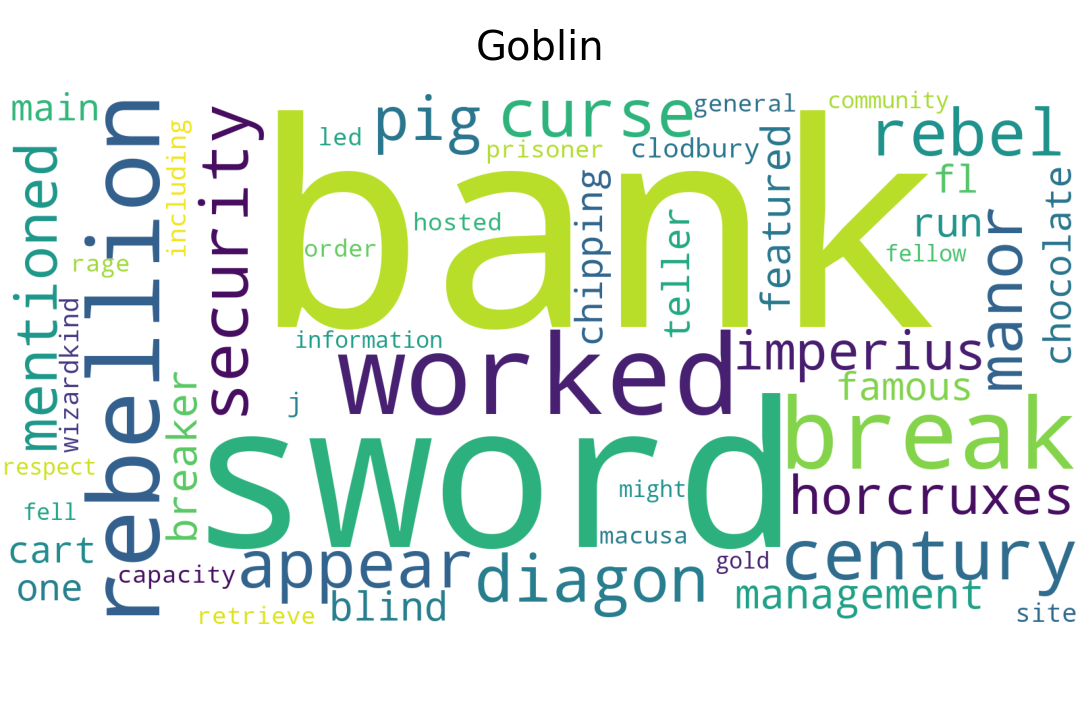 Goblin
main
rebellion
including
security
led
pig
curse
general
community
prisoner
clodbury
rebel
mentioned
bank
featured
fl
chocolate
chipping
hosted
order
teller
run
manor
fellow
rage
wizardkind
information
worked
imperius
famous
breaker
j
sword
break
respect
might
horcruxes
fell
macusa
cart
capacity
appear
diagon
gold
century
one
retrieve
blind
management
site